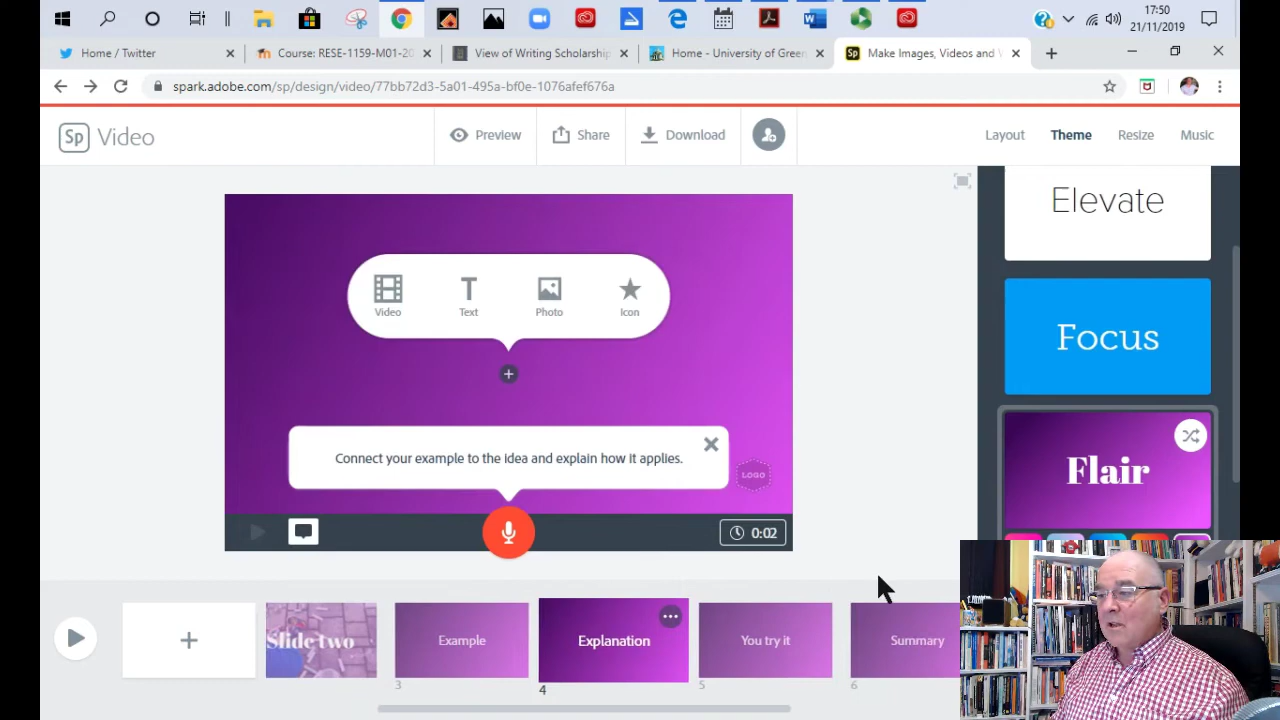 17:50
21/11/2019
Home / Twitter
Course: RESE-1159-M01-20
View of Writing Scholarship
Home - University of Green
Make Images, Videos and V
spark.adobe.com/sp/design/video/77bb72d3-5a01-495a-bf0e-1076afef676a
Sp Video
Preview
Share
Download
Layout
Theme
Resize
Music
Elevate
Video
Text
Photo
Icon
Focus
Connect your example to the idea and explain how it applies.
LOGO
Flair
0:02
Slide two
Example
Explanation
You try it
Summary
3
4
5
6